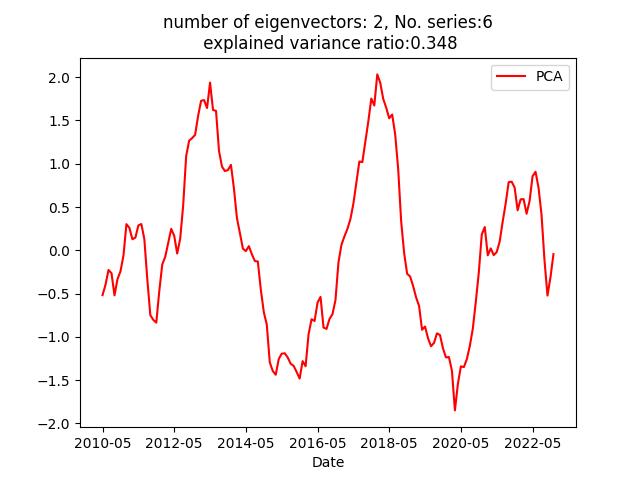 number of eigenvectors: 2, No. series:6
explained variance ratio:0.348
PCA
2.0
1.5
1.0
0.5
0.0
−0.5
−1.0
−1.5
−2.0
2010-05 2012-05 2014-05 2016-05 2018-05 2020-05 2022-05
Date